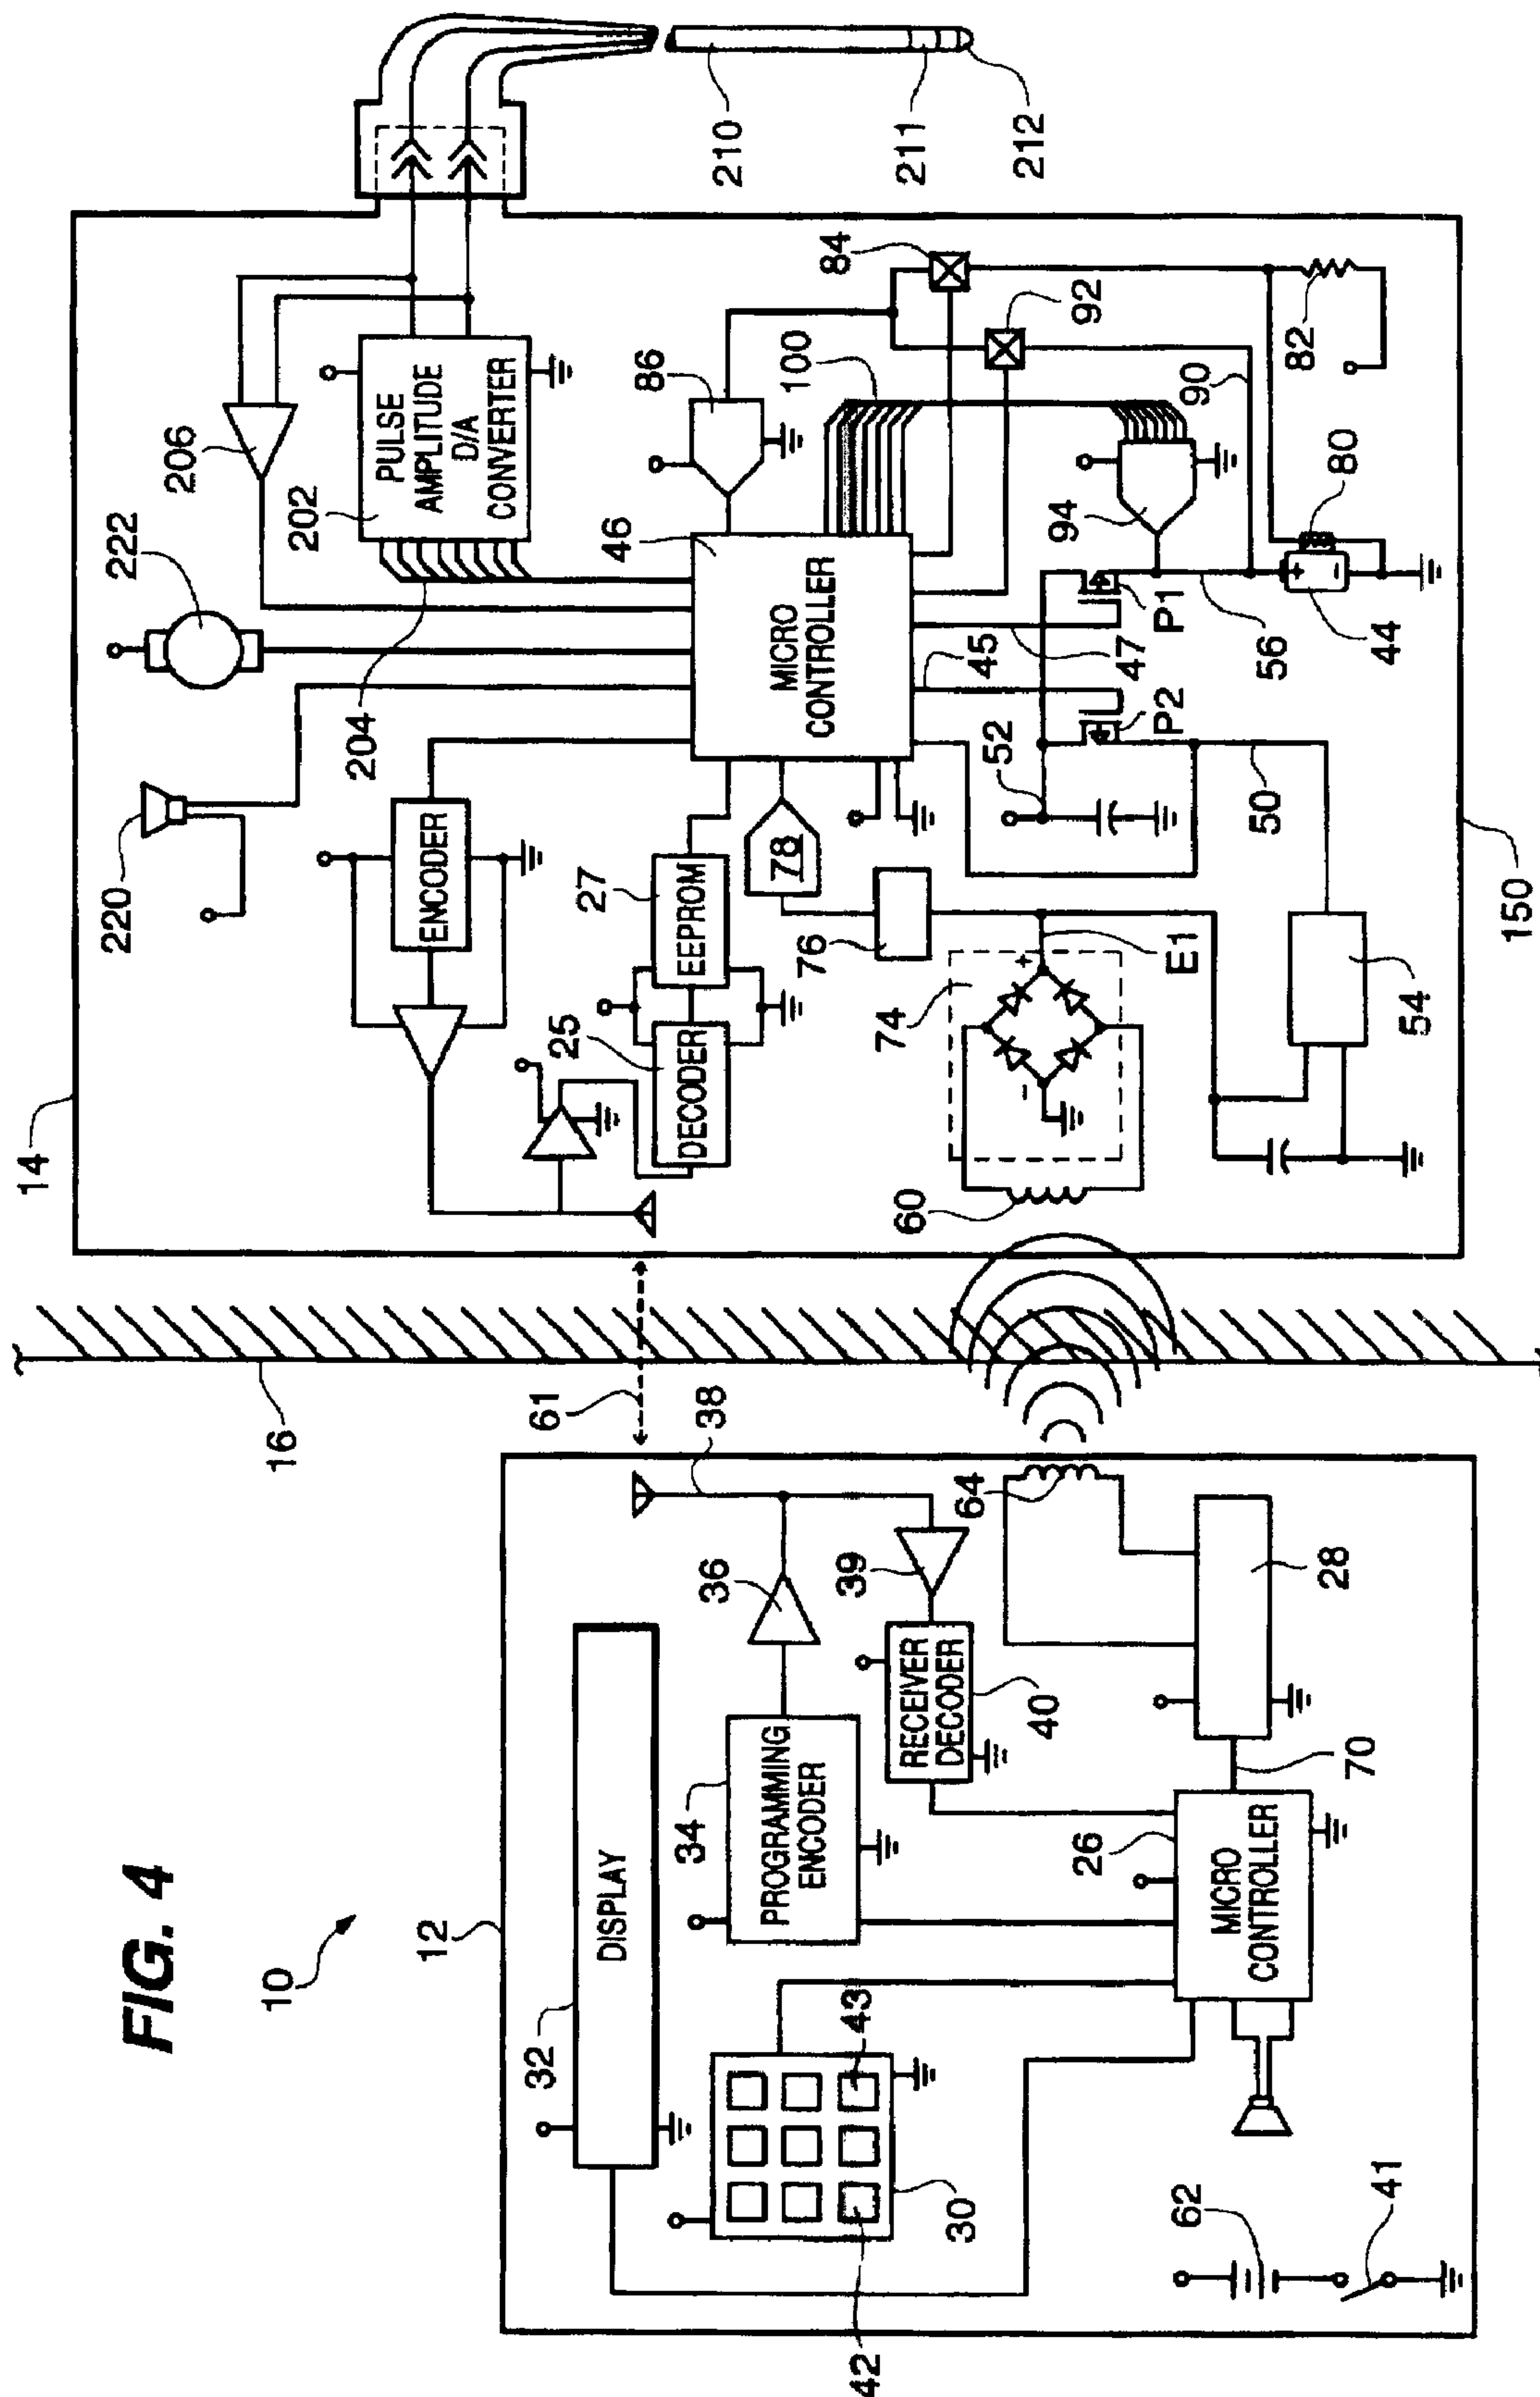 FIG. 4
10
12
32
DISPLAY
34
PROGRAMMING
ENCODER
36
38
39
RECEIVER
DECODER
40
43
42
30
26
MICRO
CONTROLLER
70
28
64
62
41
61
16
14
220
222
206
202
PULSE
AMPLITUDE
D/A
CONVERTER
204
ENCODER
25
DECODER
27
EEPROM
46
MICRO
CONTROLLER
86
84
92
100
78
76
74
+
-
E1
60
52
45
47
P2
P1
50
54
56
94
90
82
80
+
-
44
150
210
211
212